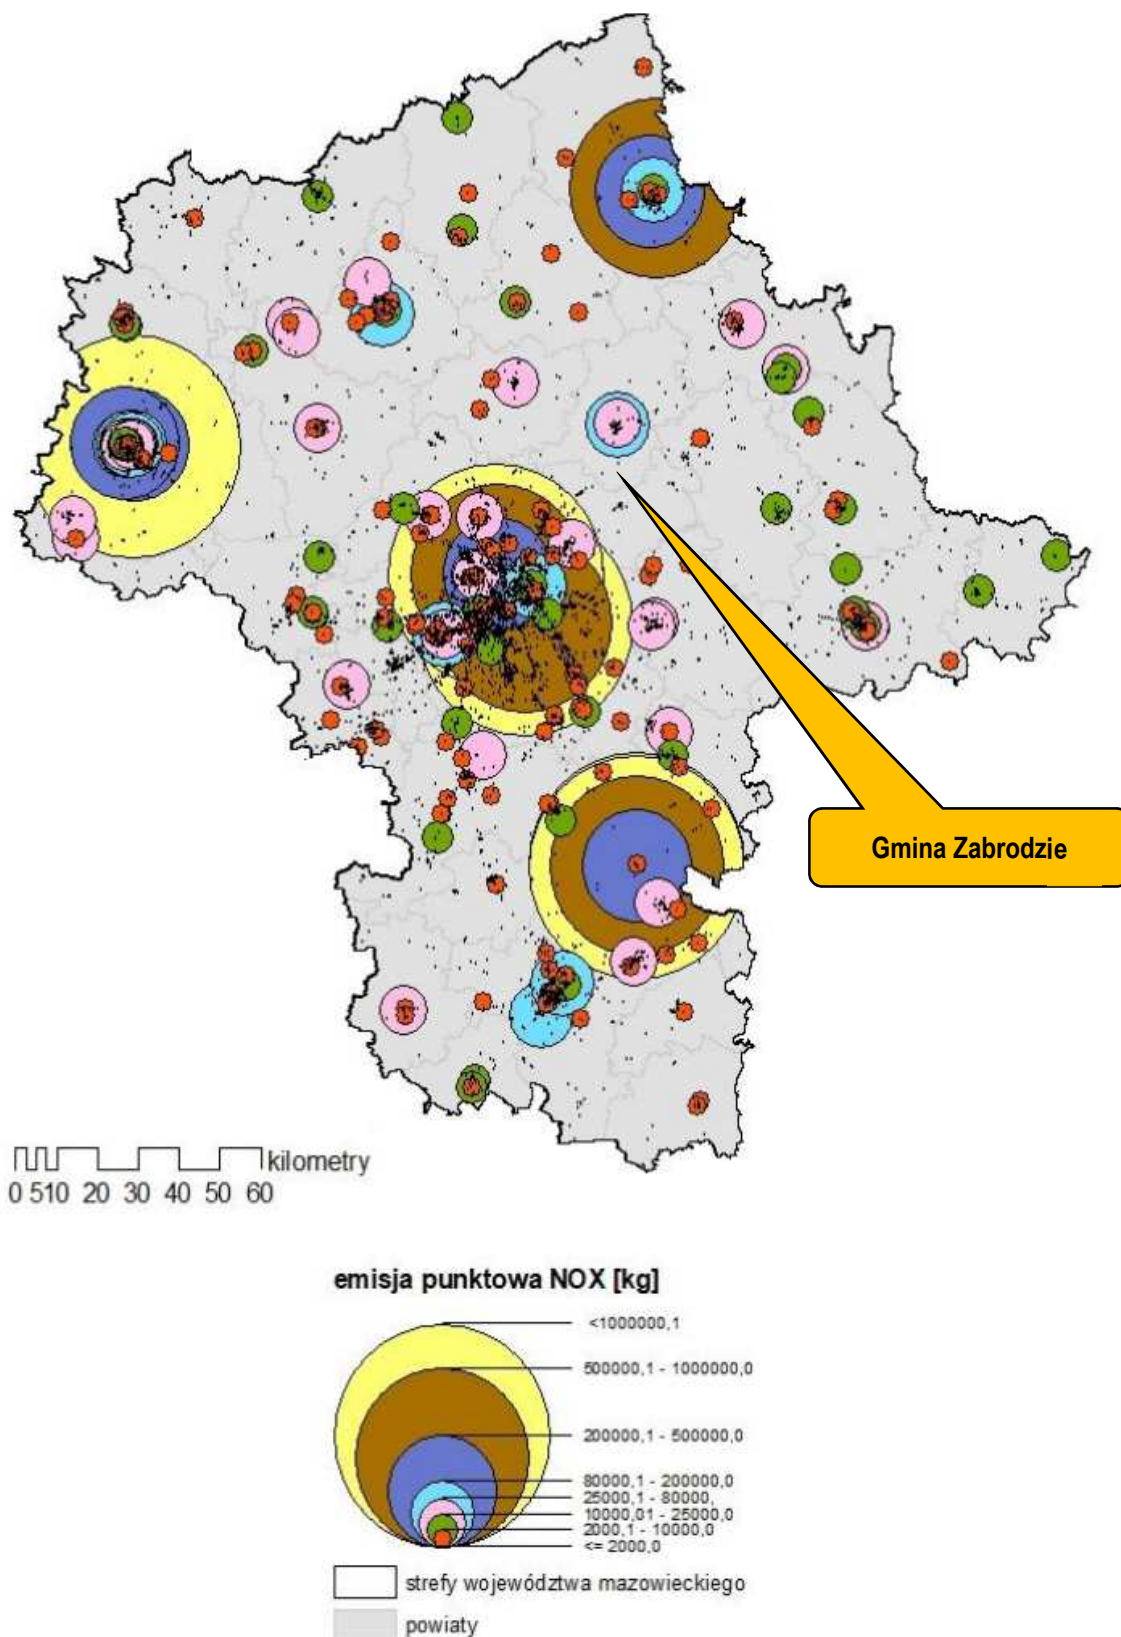 Gmina Zabrodzie
kilometry
0 510 20 30 40 50 60
emisja punktowa NOX [kg]
<1000000,1
500000,1 - 1000000,0
200000,1 - 500000,0
80000,1 - 200000,0
25000,1 - 80000,
10000,01 - 25000,0
2000,1 - 10000,0
<= 2000,0
strefy województwa mazowieckiego
powiaty